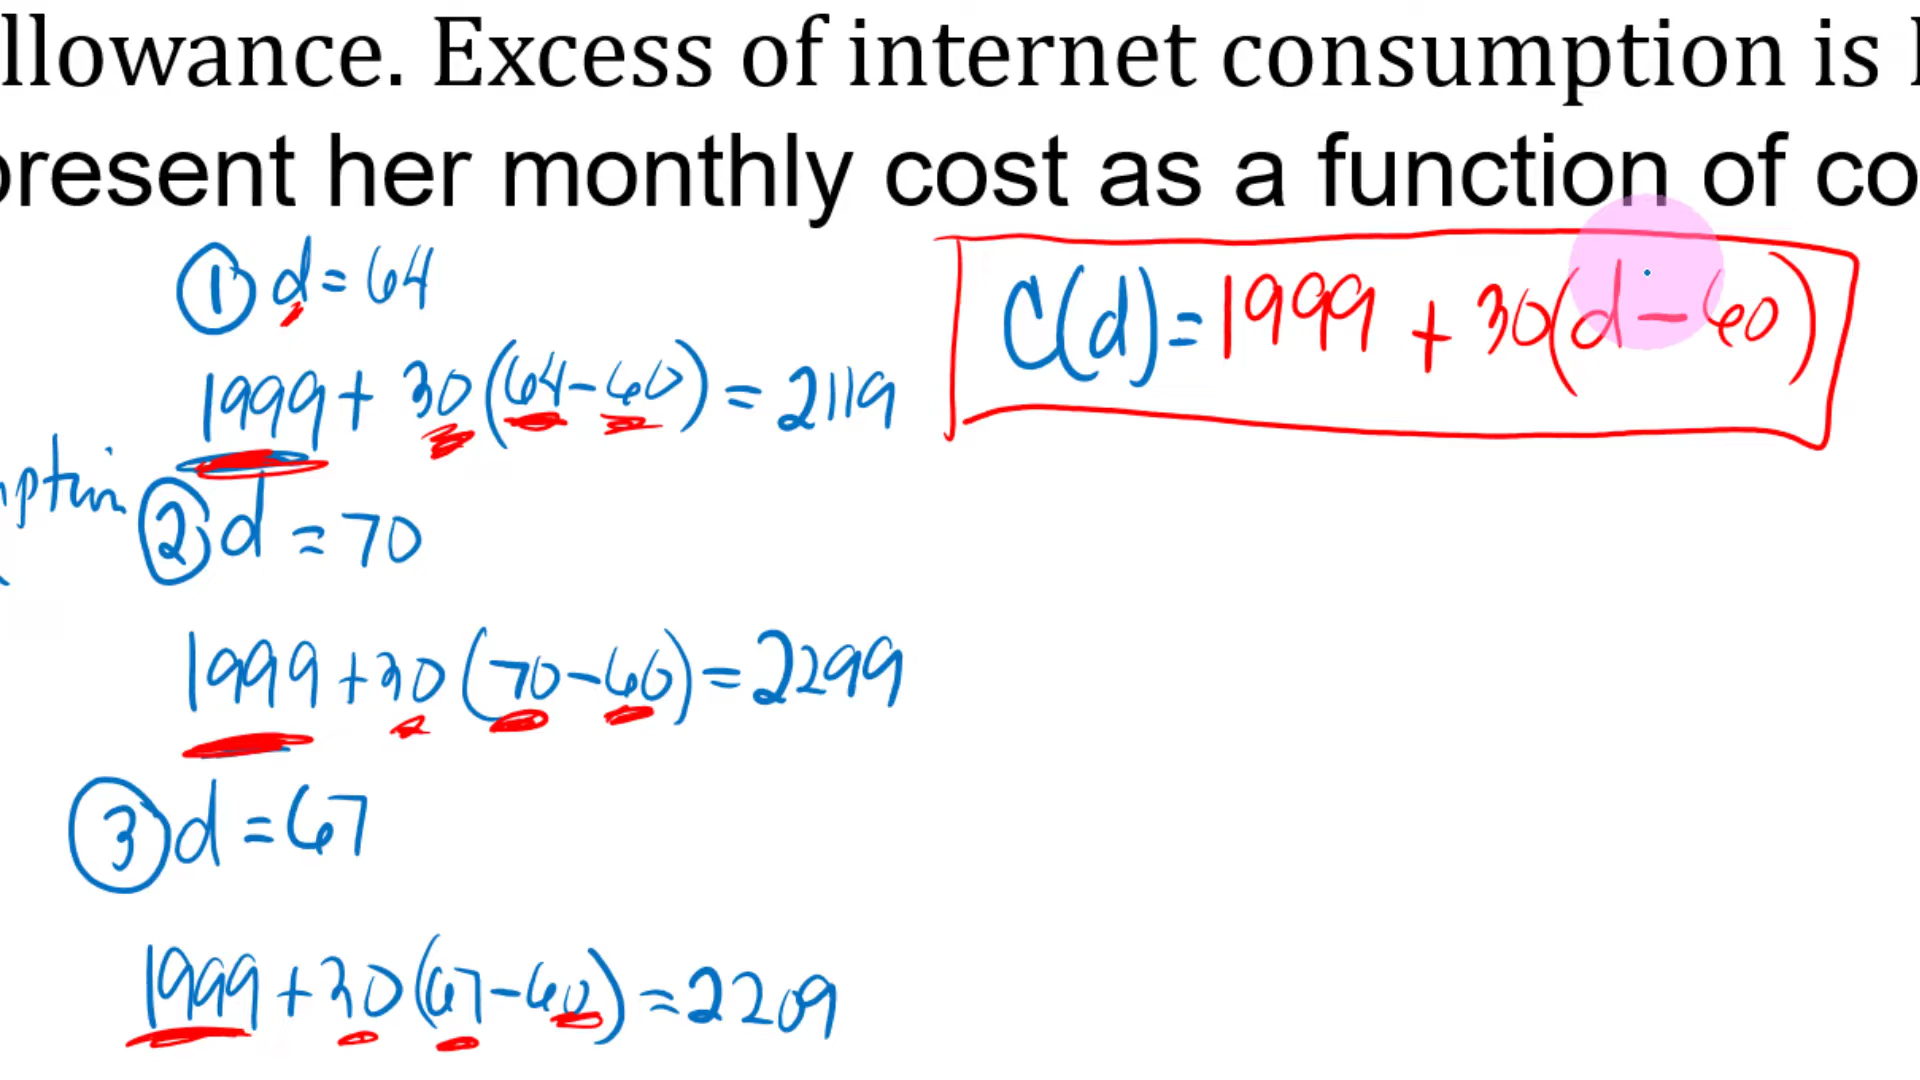 llowance. Excess of internet consumption is
present her monthly cost as a function of co
① d = 64
1999 + 30 (64 - 60) = 2119
② d = 70
1999 + 30 (70 - 60) = 2299
③ d = 67
1999 + 30 (67 - 60) = 2209
C(d) = 1999 + 30(d - 60)